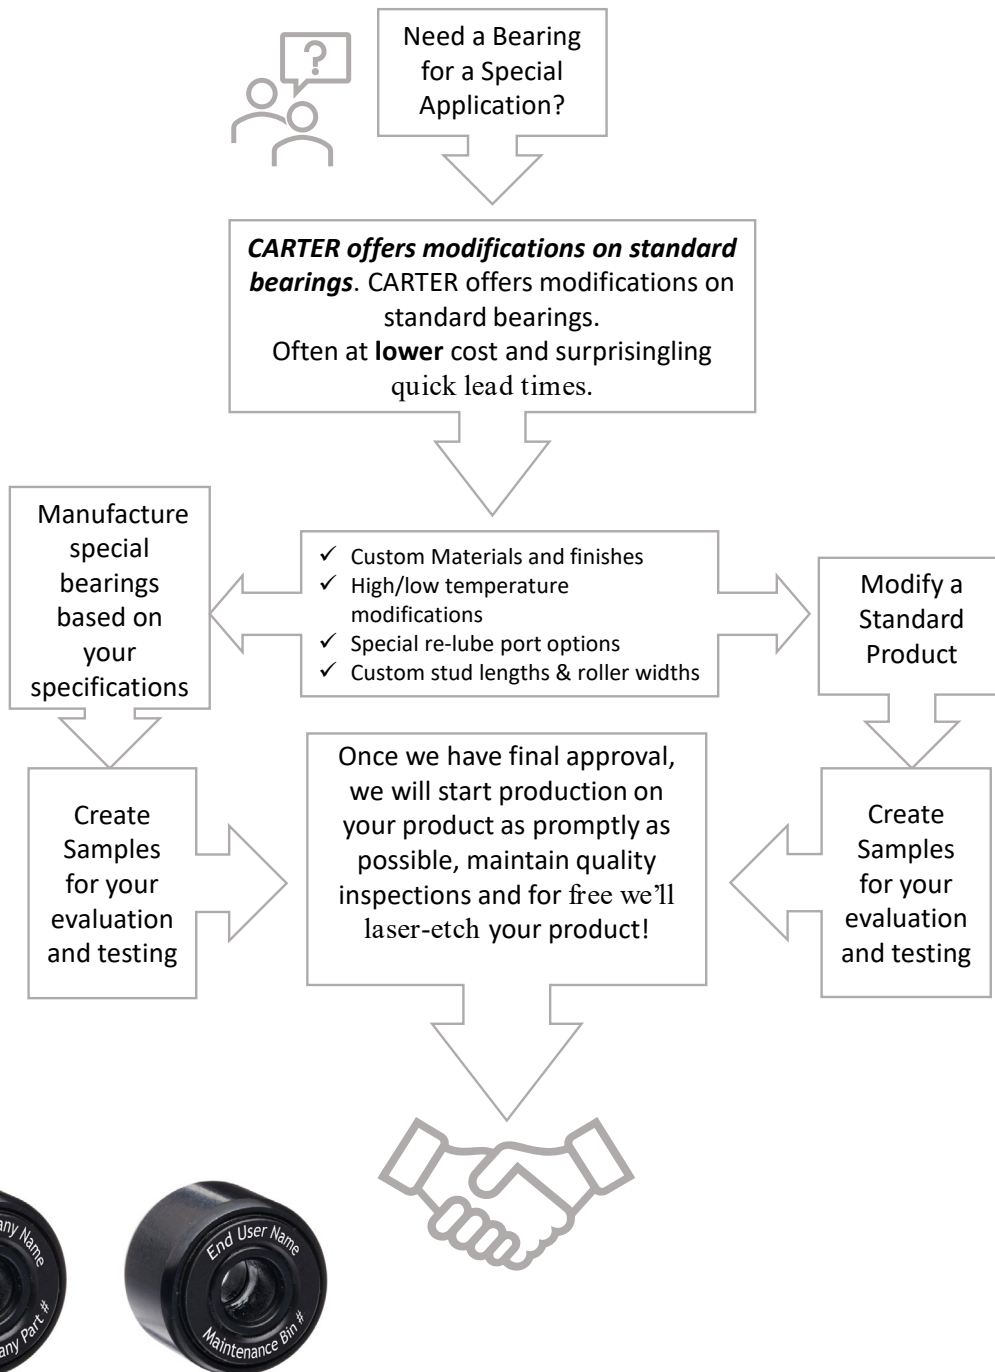 ?
Need a Bearing
for a Special
Application?
CARTER offers modifications on standard
bearings. CARTER offers modifications on
standard bearings.
Often at lower cost and surprisingling
quick lead times.
Manufacture
special
bearings
based on
your
specifications
✓ Custom Materials and finishes
✓ High/low temperature
modifications
✓ Special re-lube port options
✓ Custom stud lengths & roller widths
Modify a
Standard
Product
Create
Samples
for your
evaluation
and testing
Once we have final approval,
we will start production on
your product as promptly as
possible, maintain quality
inspections and for free we’ll
laser-etch your product!
Create
Samples
for your
evaluation
and testing
any Name
any Part #
End User Name
Maintenance Bin #